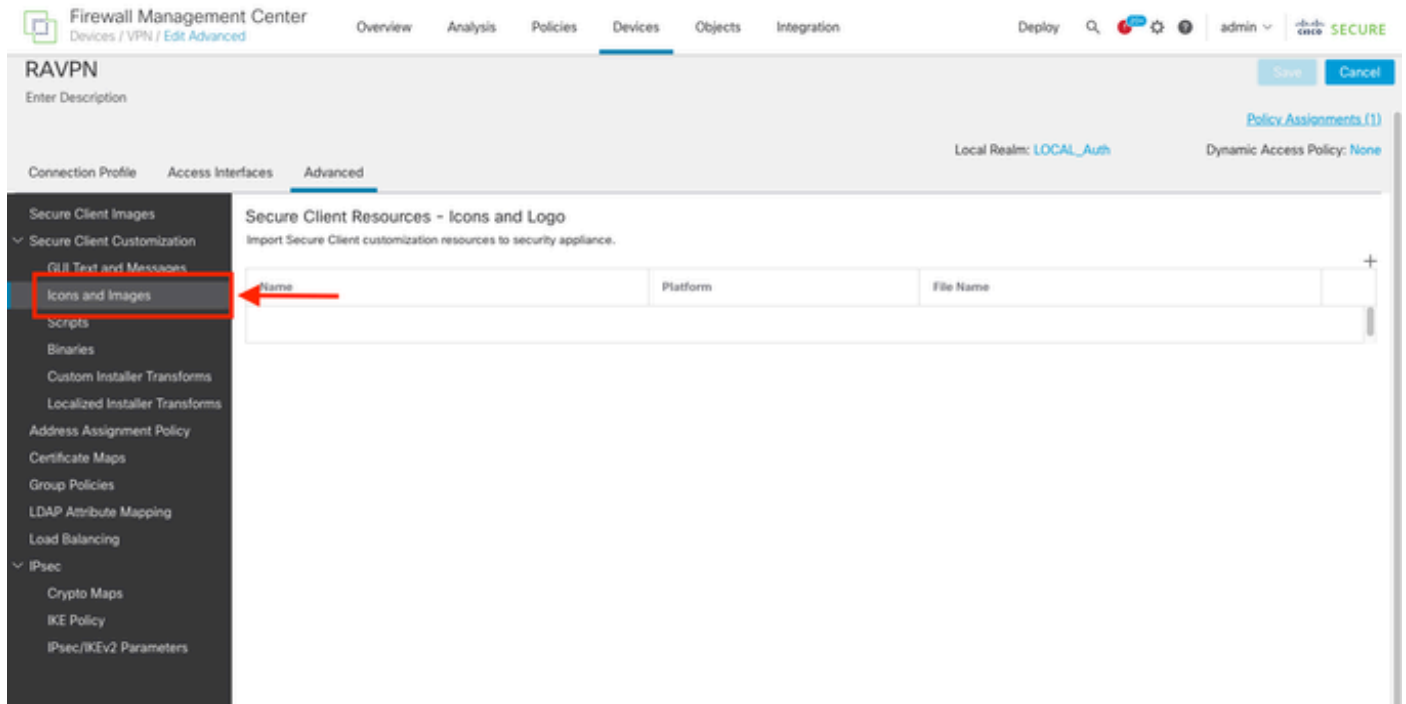 Firewall Management Center
Devices / VPN / Edit Advanced
Overview Analysis Policies Devices Objects Integration Deploy admin cisco SECURE
RAVPN
Save Cancel
Enter Description
Policy Assignments (1)
Local Realm: LOCAL_Auth Dynamic Access Policy: None
Connection Profile Access Interfaces Advanced
Secure Client Images
Secure Client Customization
GUI Text and Messages
Icons and Images
Scripts
Binaries
Custom Installer Transforms
Localized Installer Transforms
Address Assignment Policy
Certificate Maps
Group Policies
LDAP Attribute Mapping
Load Balancing
IPsec
Crypto Maps
IKE Policy
IPsec/IKEv2 Parameters
Secure Client Resources - Icons and Logo
Import Secure Client customization resources to security appliance.
Name Platform File Name